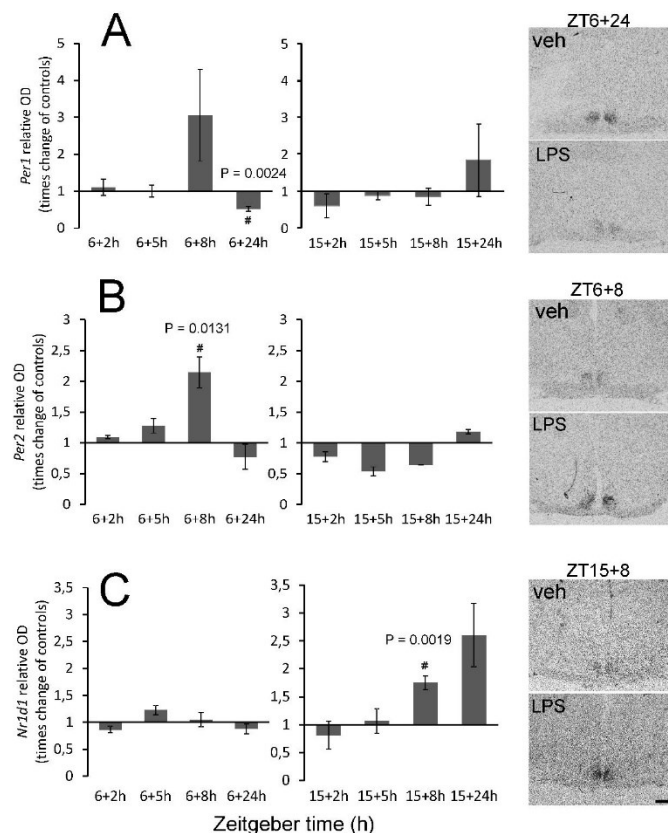 A
Per1 relative OD
(times change of controls)
5
4
3
2
1
0
P = 0.0024
#
6+2h 6+5h 6+8h 6+24h
5
4
3
2
1
0
15+2h 15+5h 15+8h 15+24h
ZT6+24
veh
LPS
B
Per2 relative OD
(times change of controls)
3
2,5
2
1,5
1
0,5
0
P = 0.0131
#
6+2h 6+5h 6+8h 6+24h
3
2,5
2
1,5
1
0,5
0
15+2h 15+5h 15+8h 15+24h
ZT6+8
veh
LPS
C
Nr1d1 relative OD
(times change of controls)
3,5
3
2,5
2
1,5
1
0,5
0
6+2h 6+5h 6+8h 6+24h
3,5
3
2,5
2
1,5
1
0,5
0
P = 0.0019
#
15+2h 15+5h 15+8h 15+24h
ZT15+8
veh
LPS
Zeitgeber time (h)